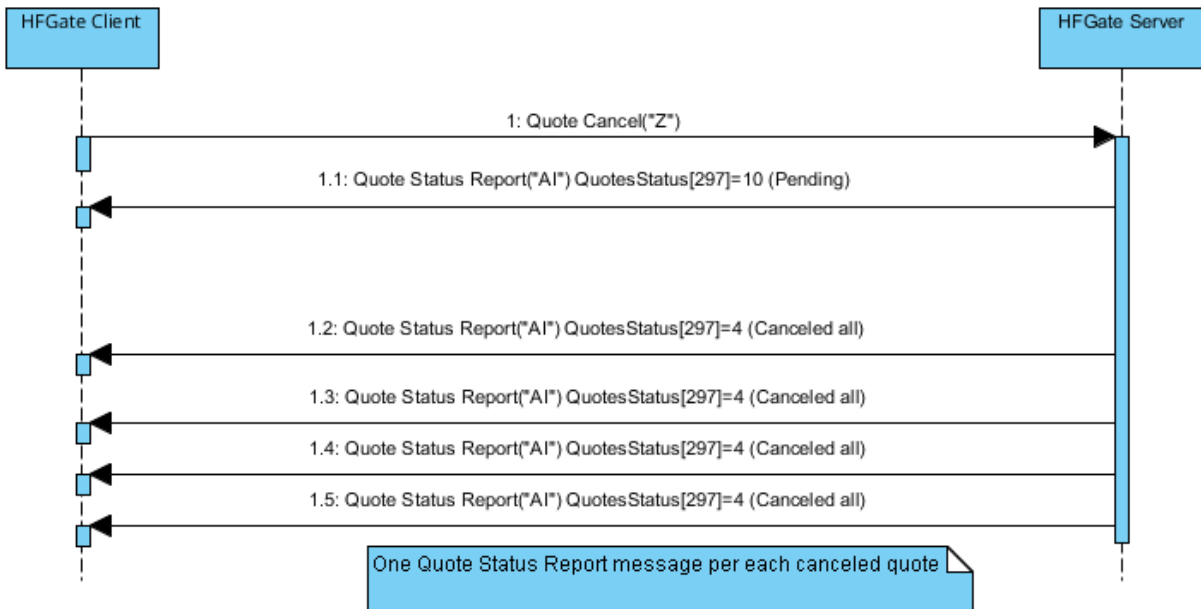 HFGate Client
HFGate Server
1: Quote Cancel("Z")
1.1: Quote Status Report("AI") QuotesStatus[297]=10 (Pending)
1.2: Quote Status Report("AI") QuotesStatus[297]=4 (Canceled all)
1.3: Quote Status Report("AI") QuotesStatus[297]=4 (Canceled all)
1.4: Quote Status Report("AI") QuotesStatus[297]=4 (Canceled all)
1.5: Quote Status Report("AI") QuotesStatus[297]=4 (Canceled all)
One Quote Status Report message per each canceled quote